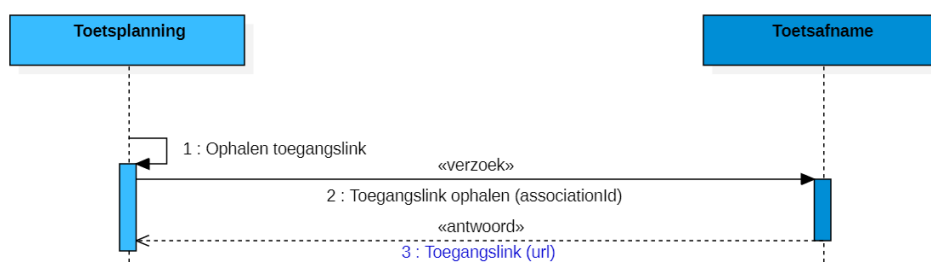 Toetsplanning
Toetsafname
1 : Ophalen toegangslink
«verzoek»
2 : Toegangslink ophalen (associationId)
«antwoord»
3 : Toegangslink (url)